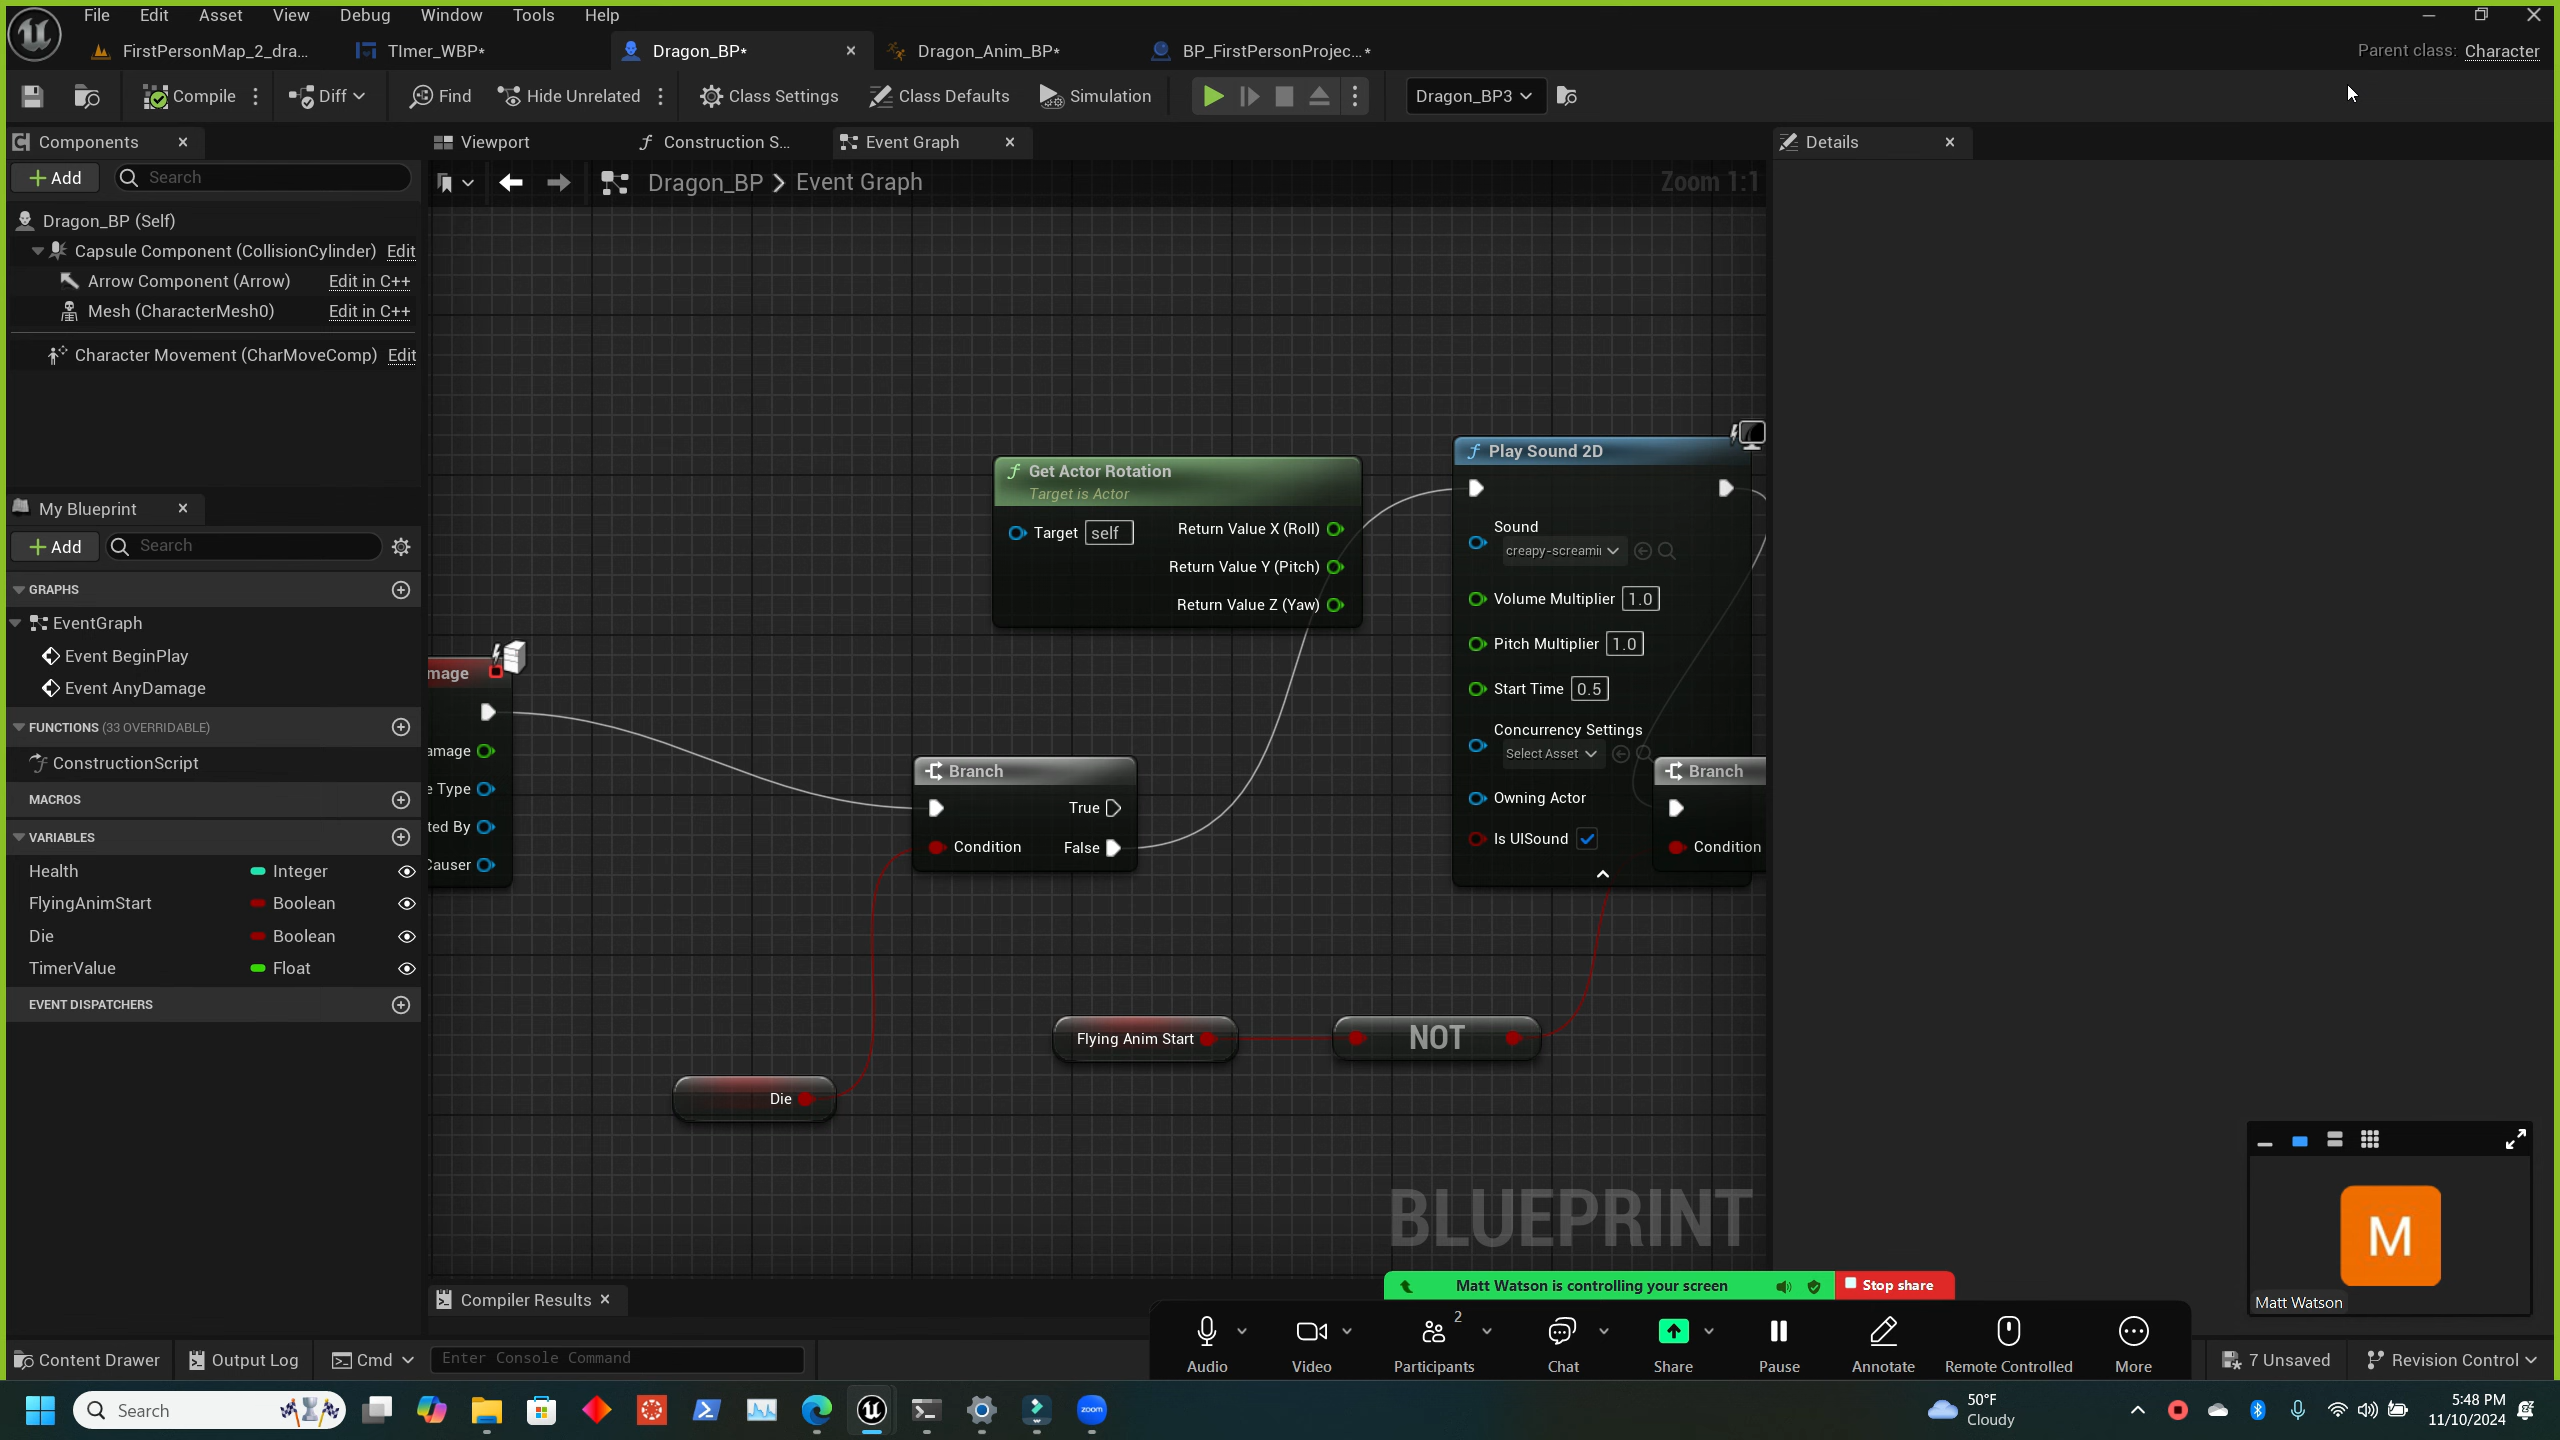 File Edit Asset View Debug Window Tools Help
FirstPersonMap_2_dra... TImer_WBP* Dragon_BP* Dragon_Anim_BP* BP_FirstPersonProjec...* Parent class: Character
Compile Diff Find Hide Unrelated Class Settings Class Defaults Simulation Dragon_BP3
Components Viewport Construction S... Event Graph Details
Add Search Dragon_BP Event Graph Zoom 1:1
Dragon_BP (Self)
Capsule Component (CollisionCylinder) Edit
Arrow Component (Arrow) Edit in C++
Mesh (CharacterMesh0) Edit in C++
Character Movement (CharMoveComp) Edit
My Blueprint
Add Search
GRAPHS
EventGraph
Event BeginPlay
Event AnyDamage
FUNCTIONS (33 OVERRIDABLE)
ConstructionScript
MACROS
VARIABLES
Health Integer
FlyingAnimStart Boolean
Die Boolean
TimerValue Float
EVENT DISPATCHERS
mage
amage
e Type
ted By
Causer
Get Actor Rotation
Target is Actor
Target self Return Value X (Roll)
Return Value Y (Pitch)
Return Value Z (Yaw)
Branch
True
Condition False
Die
Flying Anim Start
NOT
Play Sound 2D
Sound
creapy-screami
Volume Multiplier 1.0
Pitch Multiplier 1.0
Start Time 0.5
Concurrency Settings
Select Asset
Owning Actor
Is UISound
Branch
Condition
BLUEPRINT
Compiler Results
Matt Watson is controlling your screen Stop share
M
Matt Watson
Audio Video Participants 2 Chat Share Pause Annotate Remote Controlled More
Content Drawer Output Log Cmd Enter Console Command 7 Unsaved Revision Control
Search
zoom
50°F
Cloudy
5:48 PM
11/10/2024